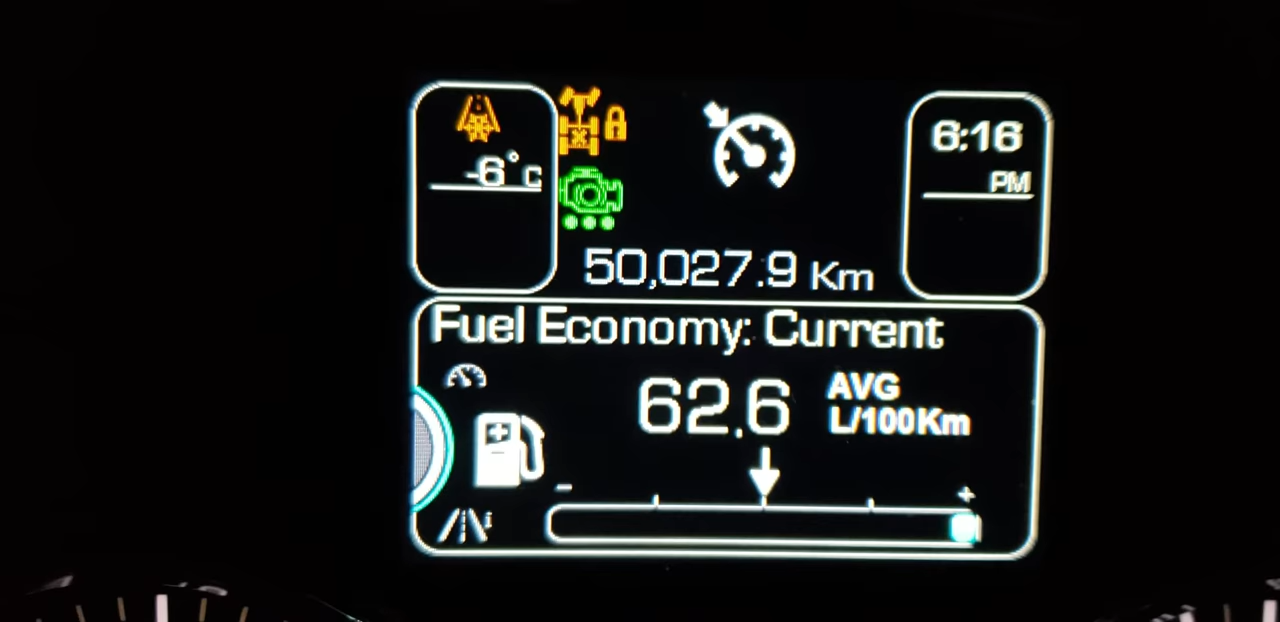 6:16
-6°C
PM
50,027.9 Km
Fuel Economy: Current
62.6 AVG
L/100Km
- +